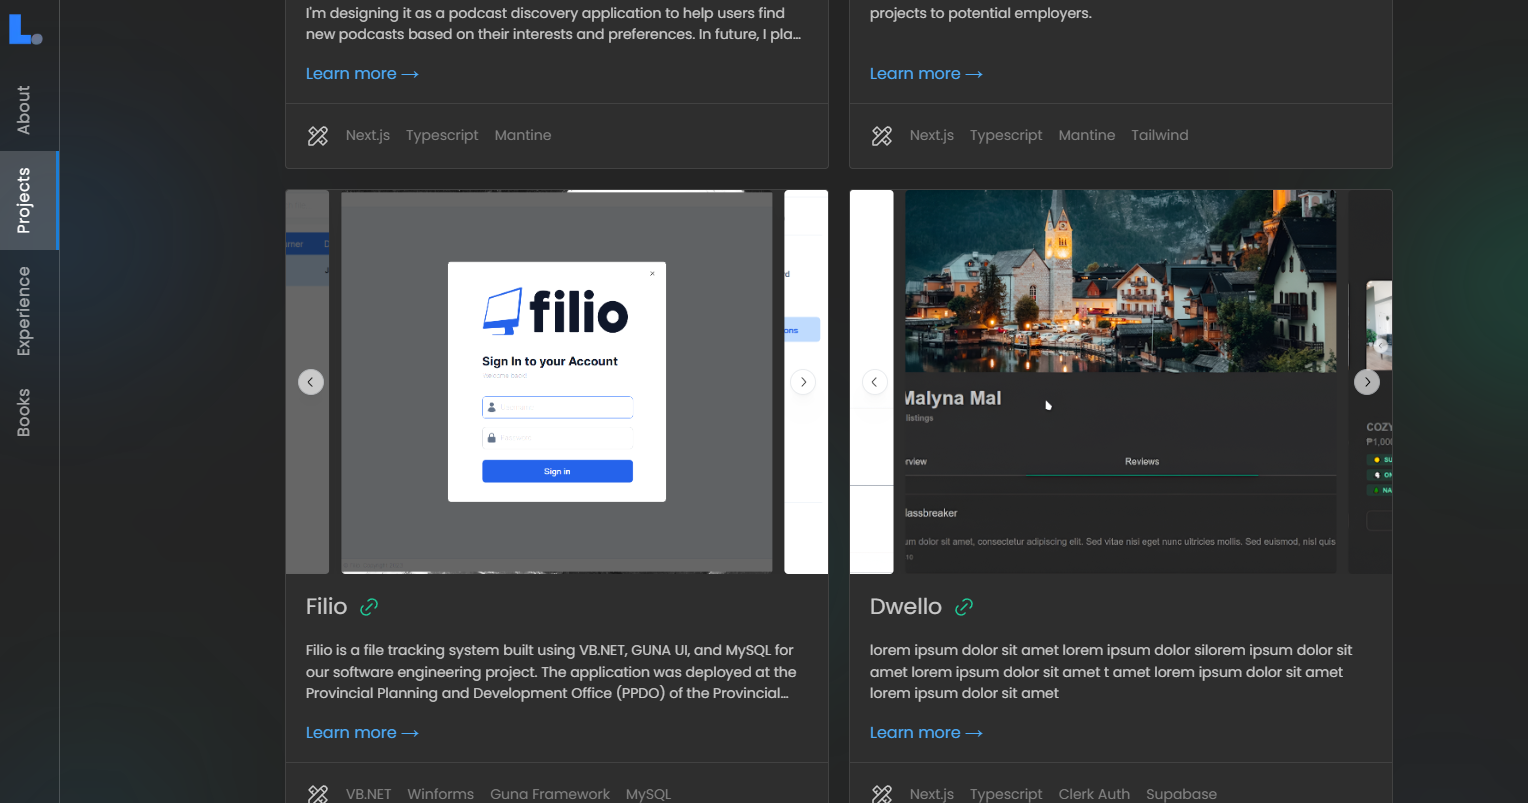 L.
About
Projects
Experience
Books
I'm designing it as a podcast discovery application to help users find
new podcasts based on their interests and preferences. In future, I pla...
Learn more →
Next.js Typescript Mantine
projects to potential employers.
Learn more →
Next.js Typescript Mantine Tailwind
filio
Sign In to your Account
Sign in
ons
Filio
Filio is a file tracking system built using VB.NET, GUNA UI, and MySQL for
our software engineering project. The application was deployed at the
Provincial Planning and Development Office (PPDO) of the Provincial...
Learn more →
VB.NET Winforms Guna Framework MySQL
Malyna Mal
listings
rview Reviews
lassbreaker
um dolor sit amet, consectetur adipiscing elit. Sed vitae nisi eget nunc ultricies mollis. Sed euismod, nisl quis
COZY
₱1,000
SU
ON
NA
Dwello
lorem ipsum dolor sit amet lorem ipsum dolor silorem ipsum dolor sit
amet lorem ipsum dolor sit amet t amet lorem ipsum dolor sit amet
lorem ipsum dolor sit amet
Learn more →
Next.js Typescript Clerk Auth Supabase